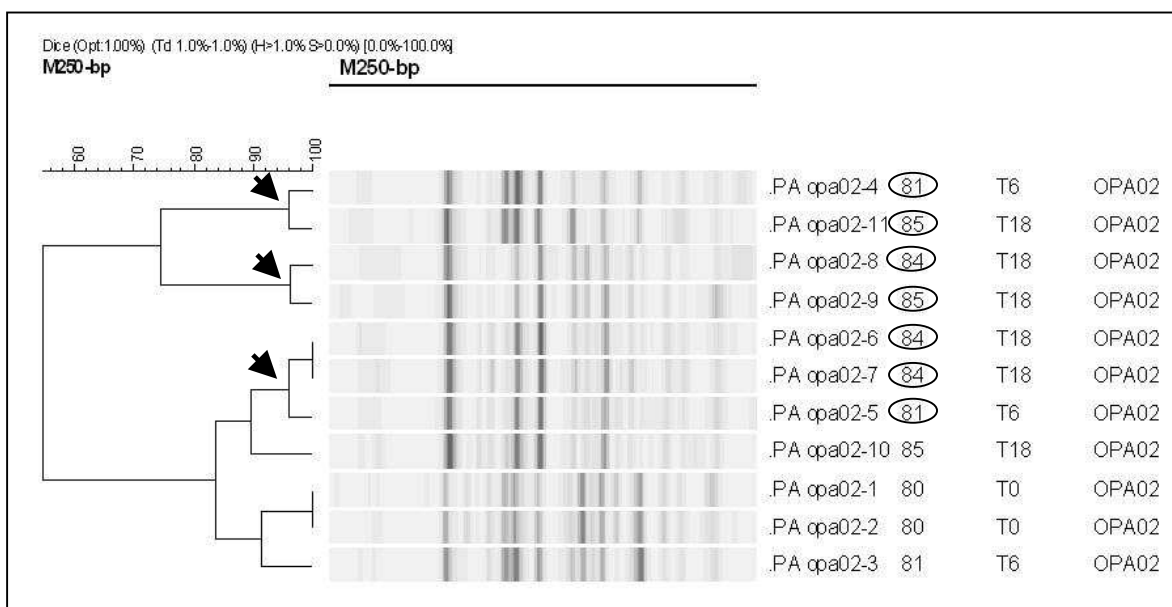 Dice (Opt:1.00%) (Td 1.0%-1.0%) (H>1.0% S>0.0%) [0.0%-100.0%]
M250-bp M250-bp
60 70 80 90 100
.PA opa02-4 81 T6 OPA02
.PA opa02-11 85 T18 OPA02
.PA opa02-8 84 T18 OPA02
.PA opa02-9 85 T18 OPA02
.PA opa02-6 84 T18 OPA02
.PA opa02-7 84 T18 OPA02
.PA opa02-5 81 T6 OPA02
.PA opa02-10 85 T18 OPA02
.PA opa02-1 80 T0 OPA02
.PA opa02-2 80 T0 OPA02
.PA opa02-3 81 T6 OPA02